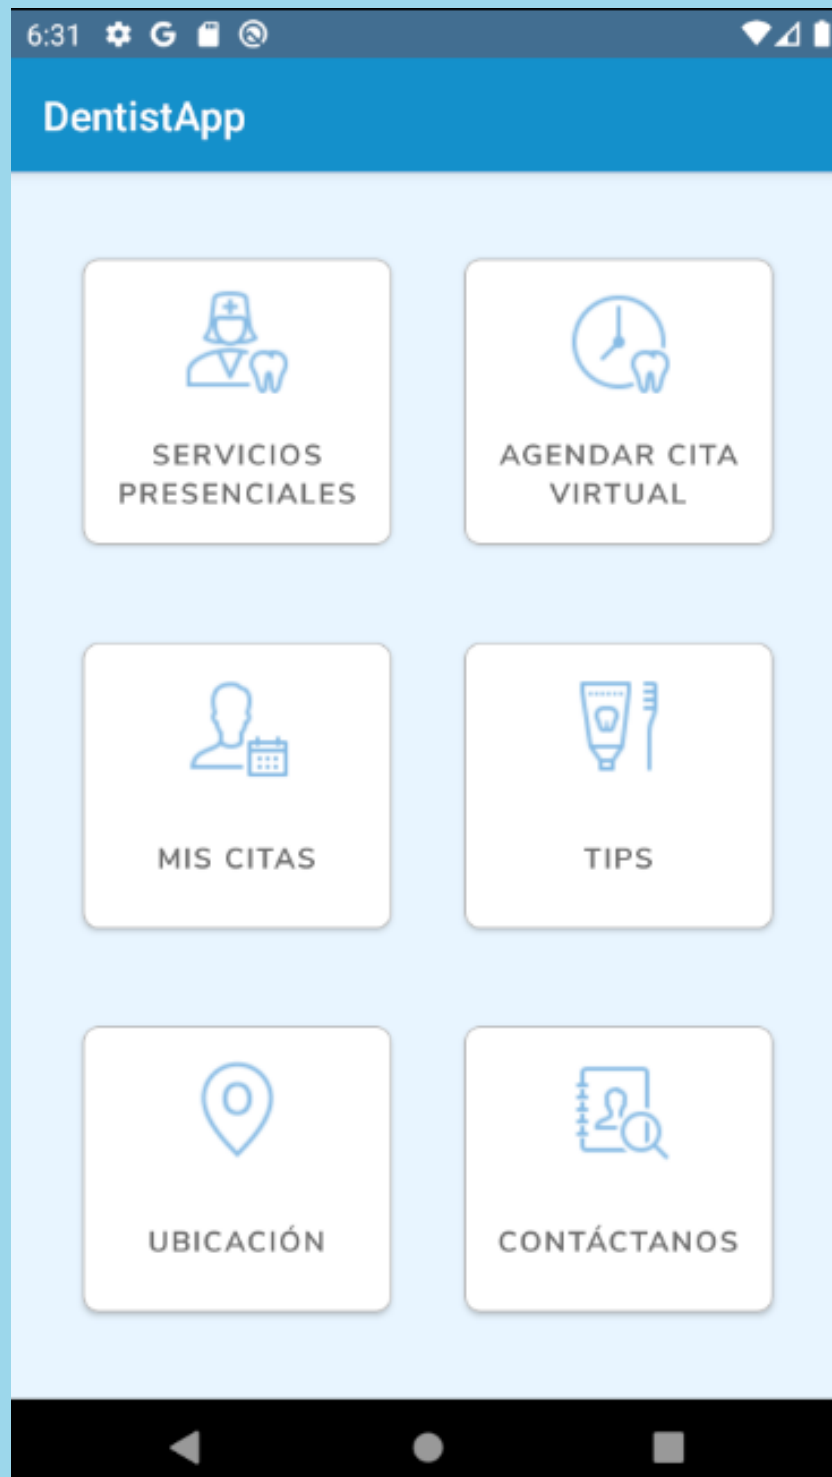 6:31
DentistApp
SERVICIOS
PRESENCIALES
AGENDAR CITA
VIRTUAL
MIS CITAS
TIPS
UBICACIÓN
CONTÁCTANOS